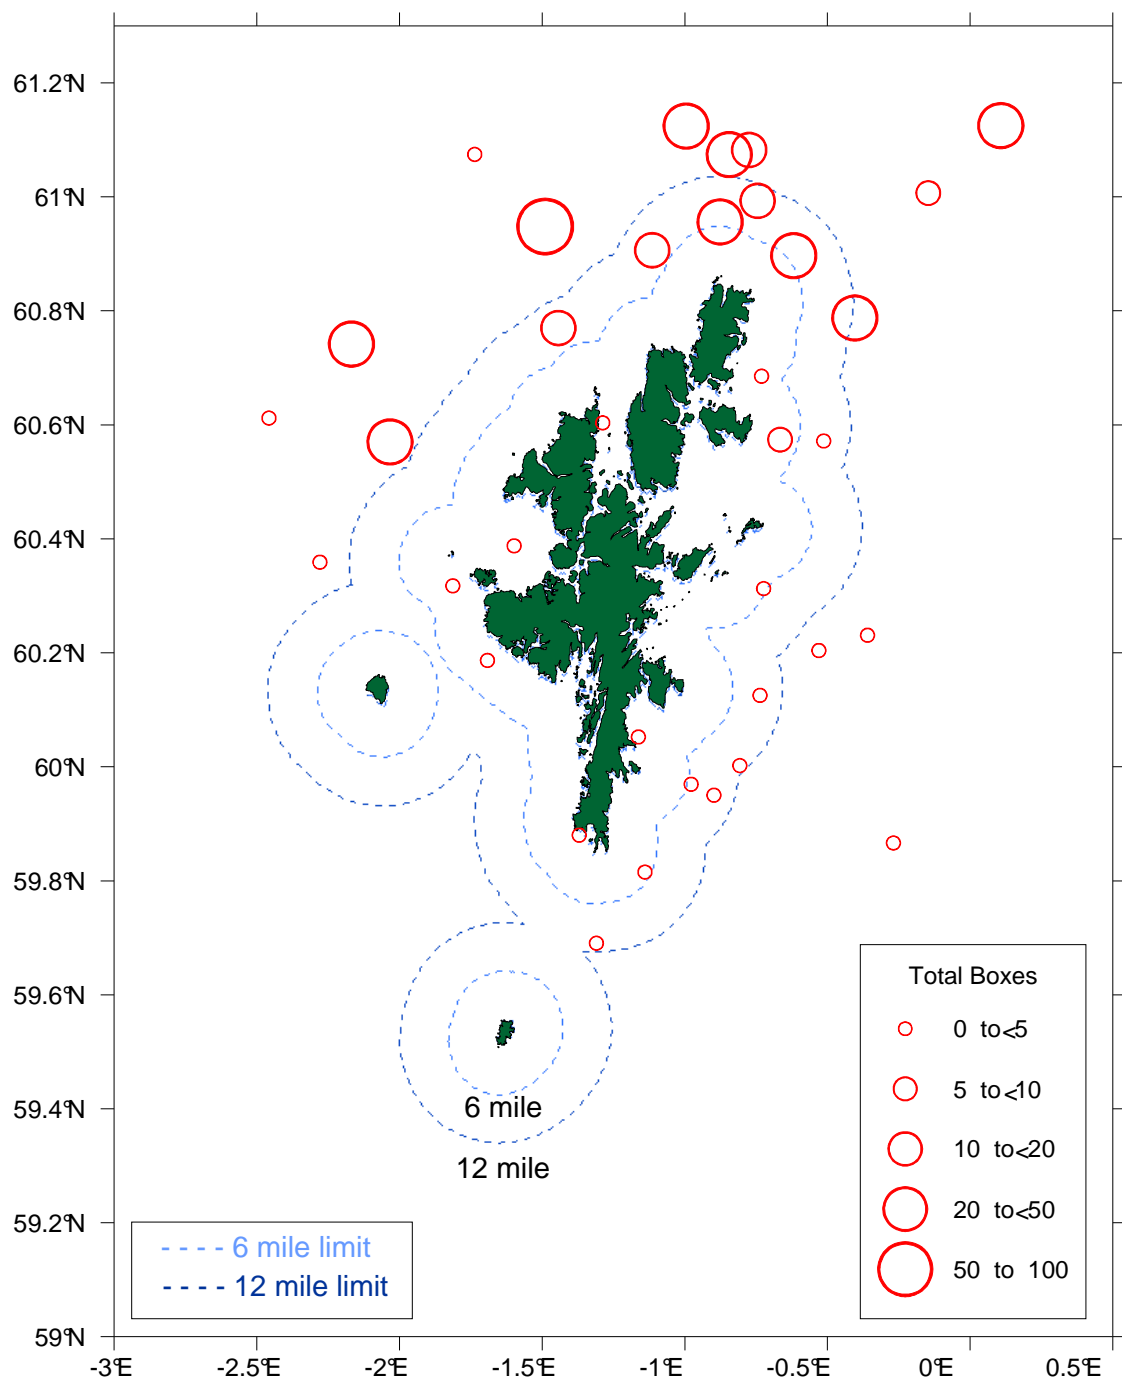 61.2°N
61°N
60.8°N
60.6°N
60.4°N
60.2°N
60°N
59.8°N
59.6°N
59.4°N
59.2°N
59°N
-3°E
-2.5°E
-2°E
-1.5°E
-1°E
-0.5°E
0°E
0.5°E
6 mile
12 mile
6 mile limit
12 mile limit
Total Boxes
0 to<5
5 to<10
10 to<20
20 to<50
50 to 100